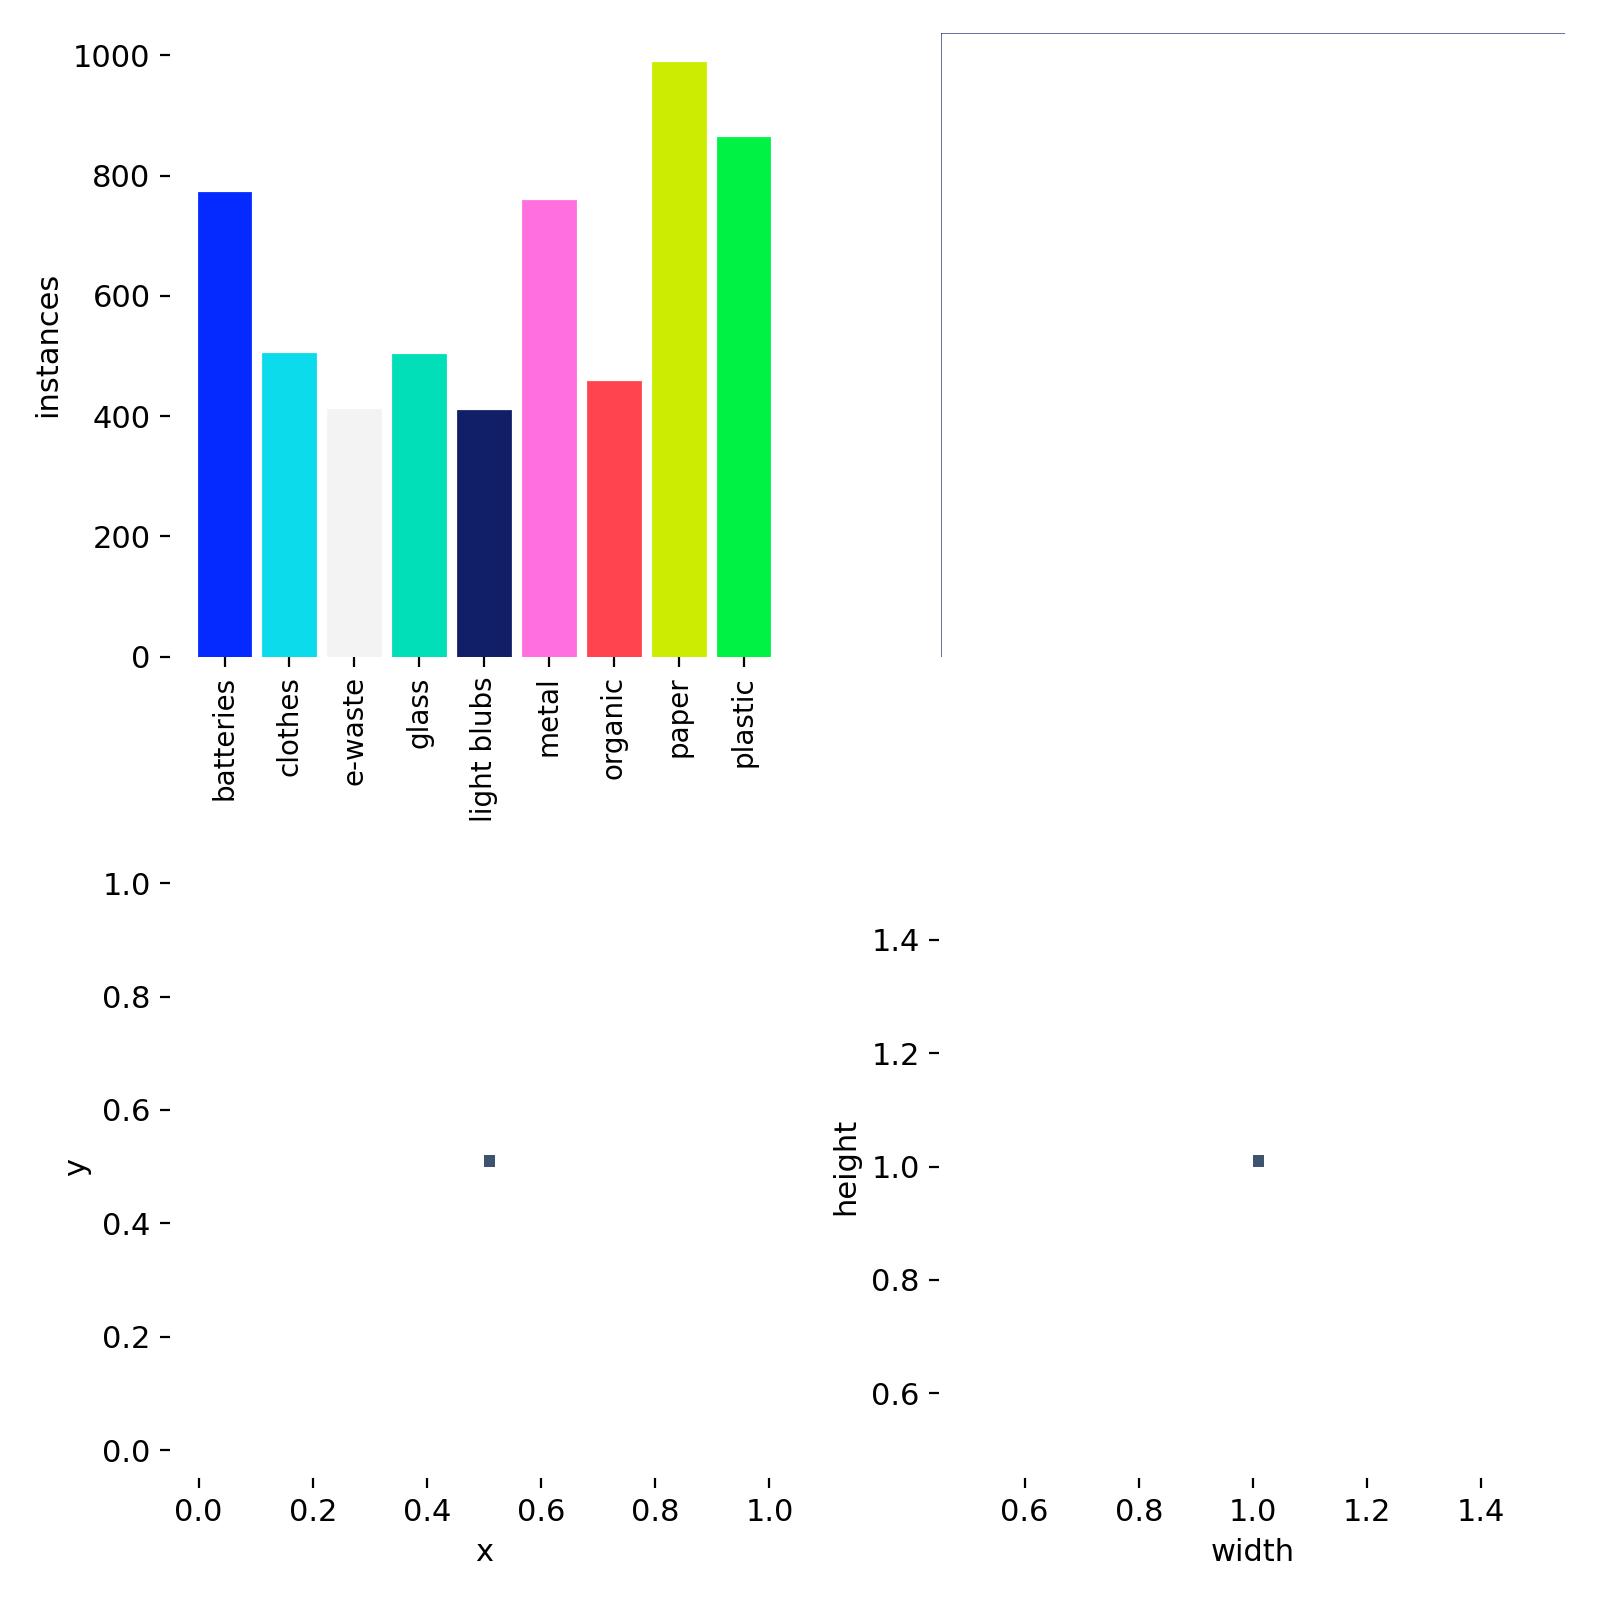 1000
800
600
400
200
0
instances
batteries
clothes
e-waste
glass
light blubs
metal
organic
paper
plastic
1.0
0.8
0.6
0.4
0.2
0.0
y
0.0 0.2 0.4 0.6 0.8 1.0
x
1.4
1.2
1.0
0.8
0.6
height
0.6 0.8 1.0 1.2 1.4
width